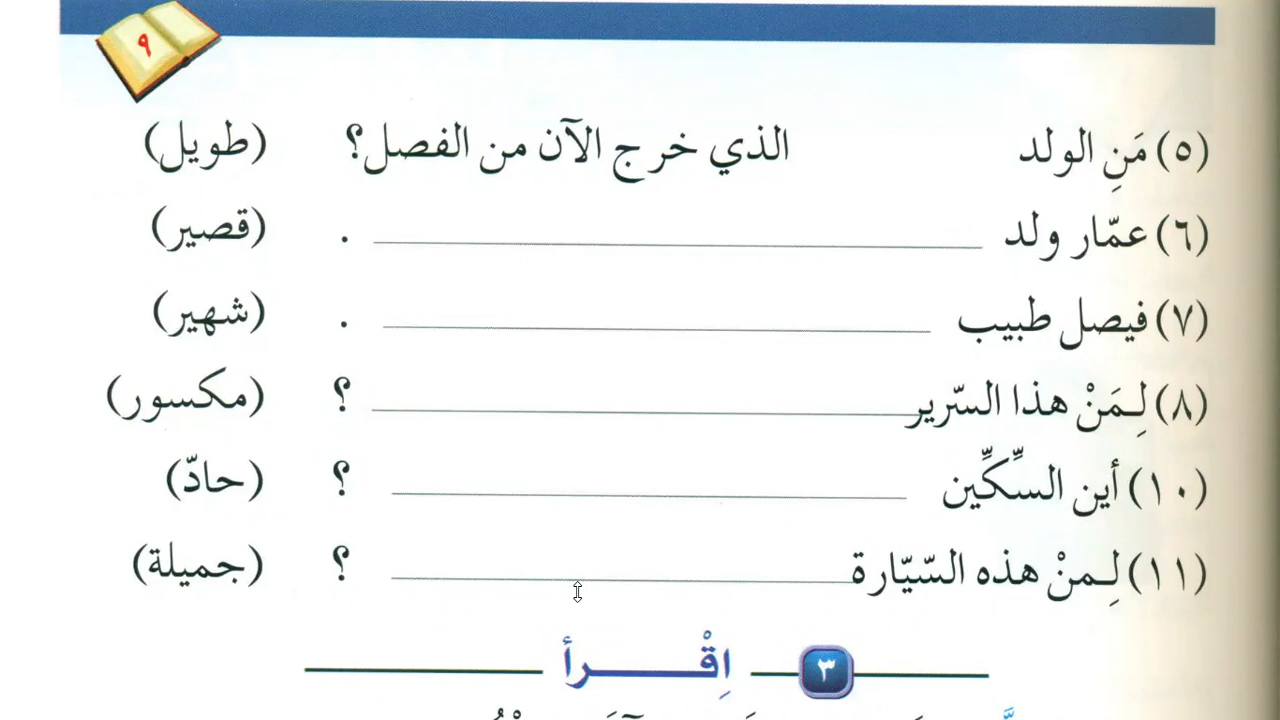 ٩
(٥) مَنِ الولد الذي خرج الآن من الفصل؟ (طويل)
(٦) عمّار ولد ________ . (قصير)
(٧) فيصل طبيب ________ . (شهير)
(٨) لِـمَنْ هذا السّرير ________ ؟ (مكسور)
(١٠) أين السِّكِّين ________ ؟ (حادّ)
(١١) لِـمنْ هذه السّيّارة ________ ؟ (جميلة)
٣ اِقْـــــرأ